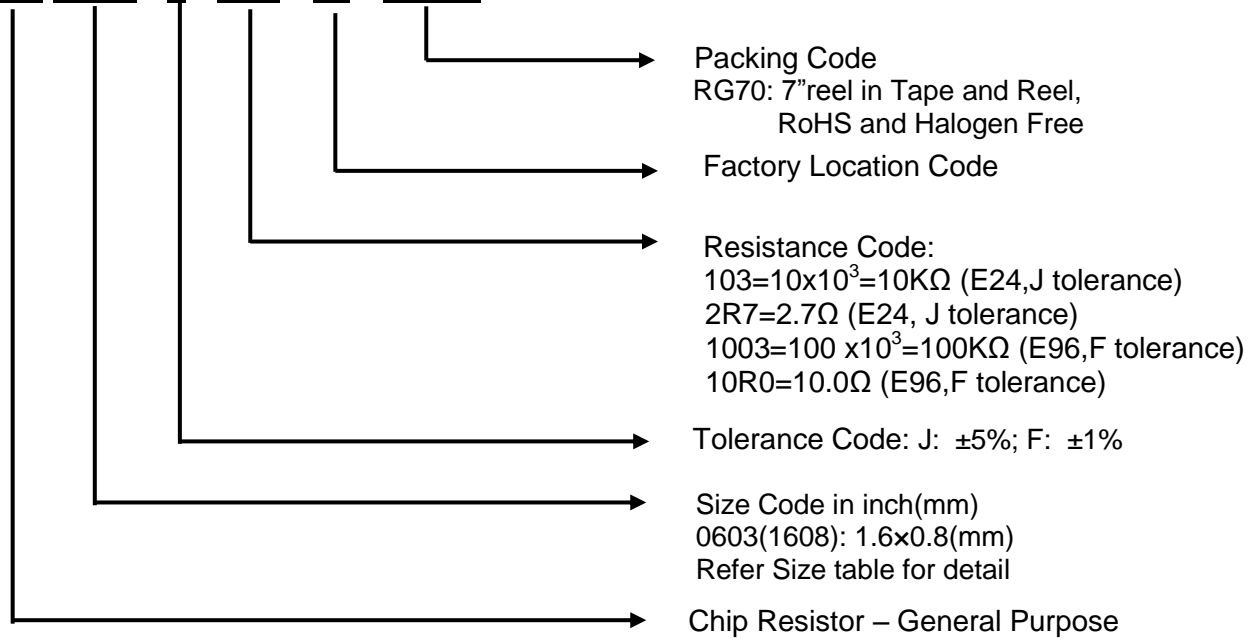 Packing Code
RG70: 7”reel in Tape and Reel,
RoHS and Halogen Free
Factory Location Code
Resistance Code:
103=10x10³=10KΩ (E24,J tolerance)
2R7=2.7Ω (E24, J tolerance)
1003=100 x10³=100KΩ (E96,F tolerance)
10R0=10.0Ω (E96,F tolerance)
Tolerance Code: J: ±5%; F: ±1%
Size Code in inch(mm)
0603(1608): 1.6×0.8(mm)
Refer Size table for detail
Chip Resistor – General Purpose